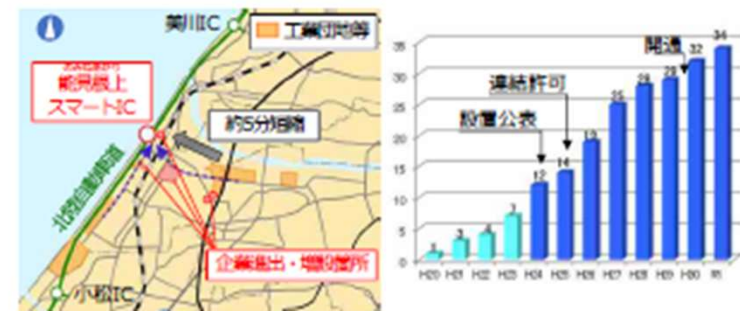 美川IC
工業団地等
能美根上
スマートIC
約5分短縮
北陸自動車道
企業進出・増設箇所
小松IC
35
30
25
20
15
10
5
0
設置公表
連結許可
開通
1
3
4
7
12
14
19
25
28
29
32
34
H20
H21
H22
H23
H24
H25
H26
H27
H28
H29
H30
R1